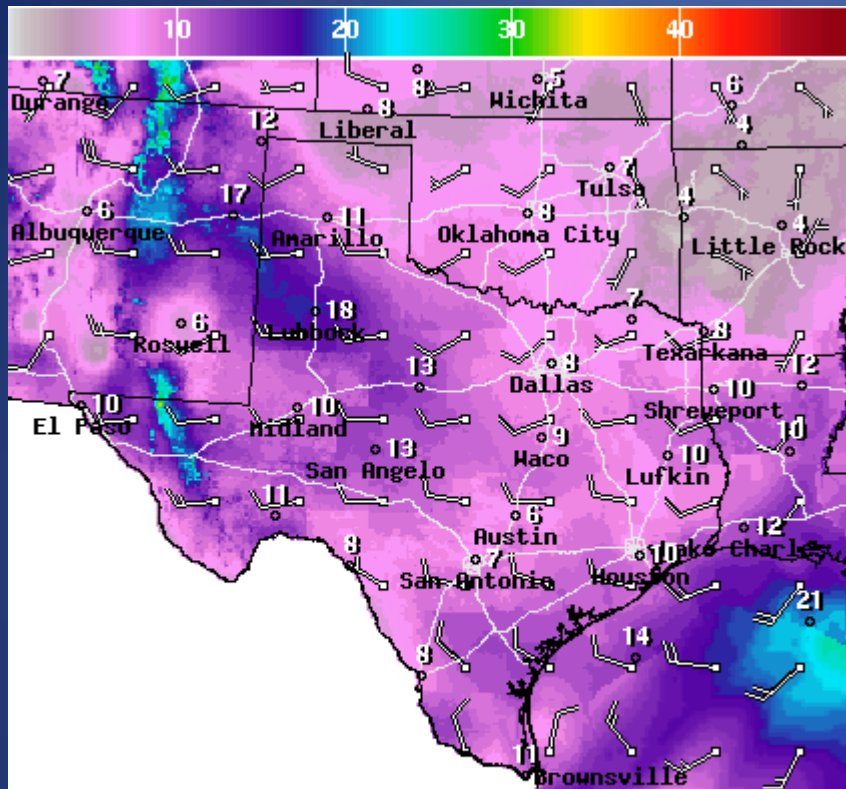 10 20 30 40
7 8 5 6
Durango Wichita
8
Liberal
12 4
7
Tulsa
6 17 11 8 4 4
Albuquerque Amarillo Oklahoma City Little Rock
18 7
6 8
Roswell Lubbock Texarkana
8
13 Dallas 12
10 10 10
El Paso Midland Shreveport
13 9 10
San Angelo Waco Lufkin 10
11 6 12
Austin Lake Charles
8 7 10
San Antonio Houston
21
8 14
11
Brownsville